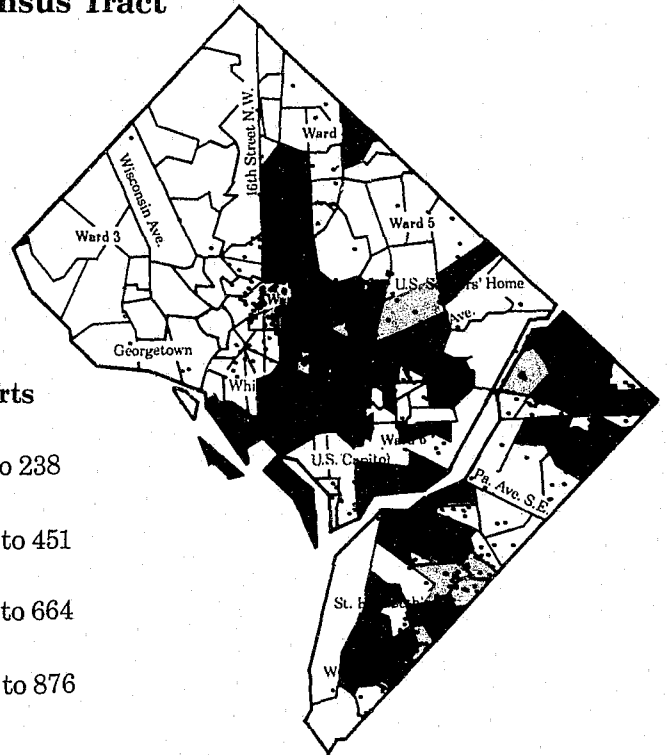 nsus Tract
16th Street N.W.
Ward
Wisconsin Ave.
Ward 3
Ward 5
U.S. S rs' Home
W
Ave.
Georgetown
Whi
rts
Ward 6
U.S. Capitol
o 238
Pa. Ave. S.E.
to 451
St. E
to 664
W
to 876